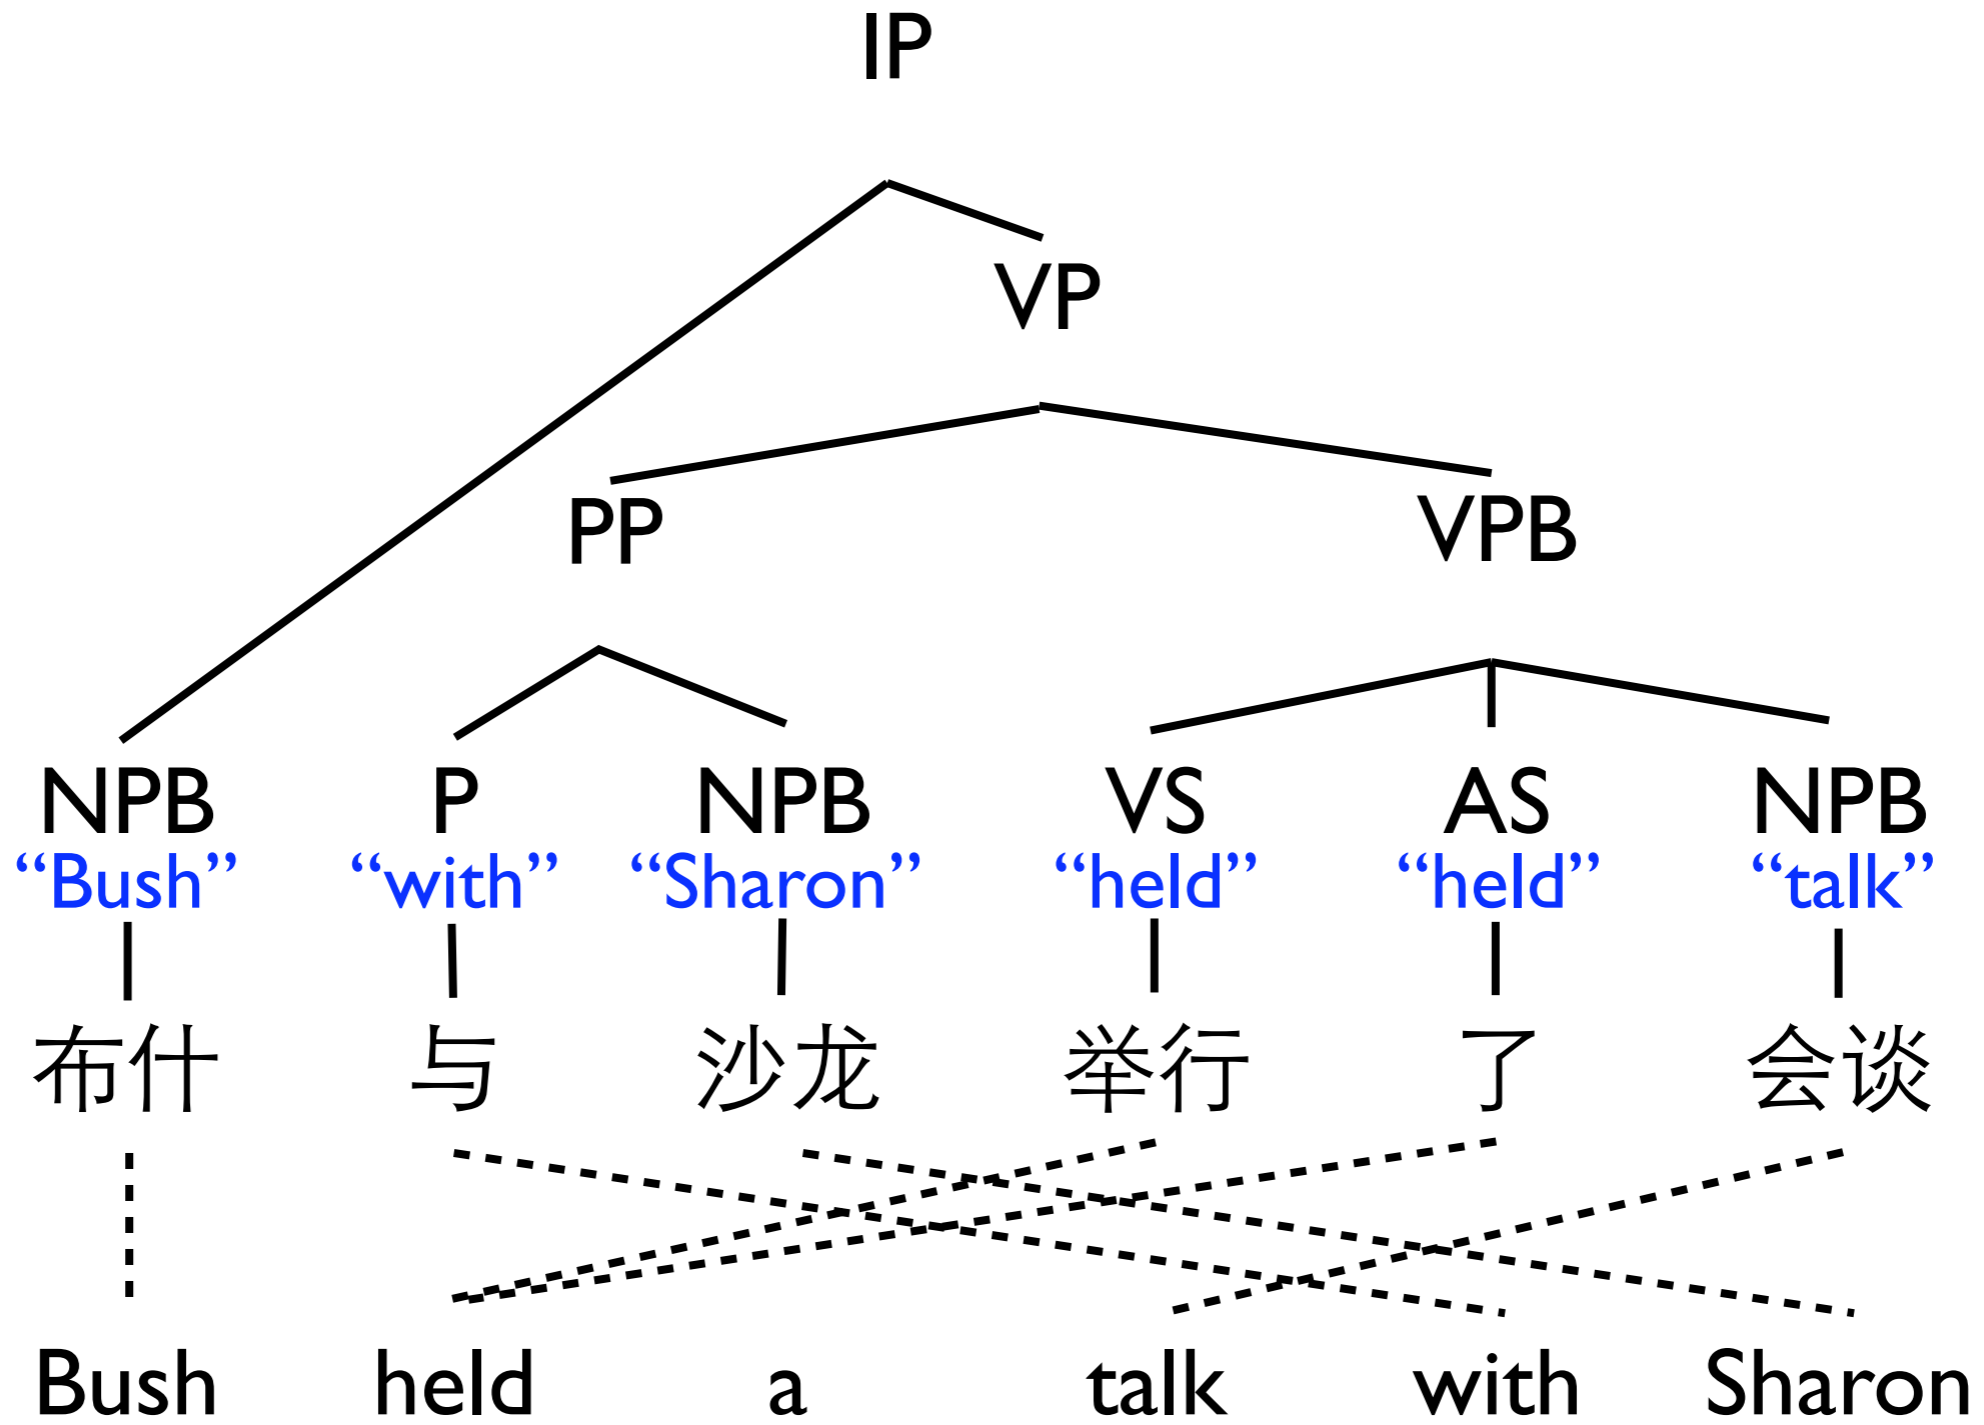 IP
VP
PP VPB
NPB P NPB VS AS NPB
“Bush” “with” “Sharon” “held” “held” “talk”
布什 与 沙龙 举行 了 会谈
Bush held a talk with Sharon